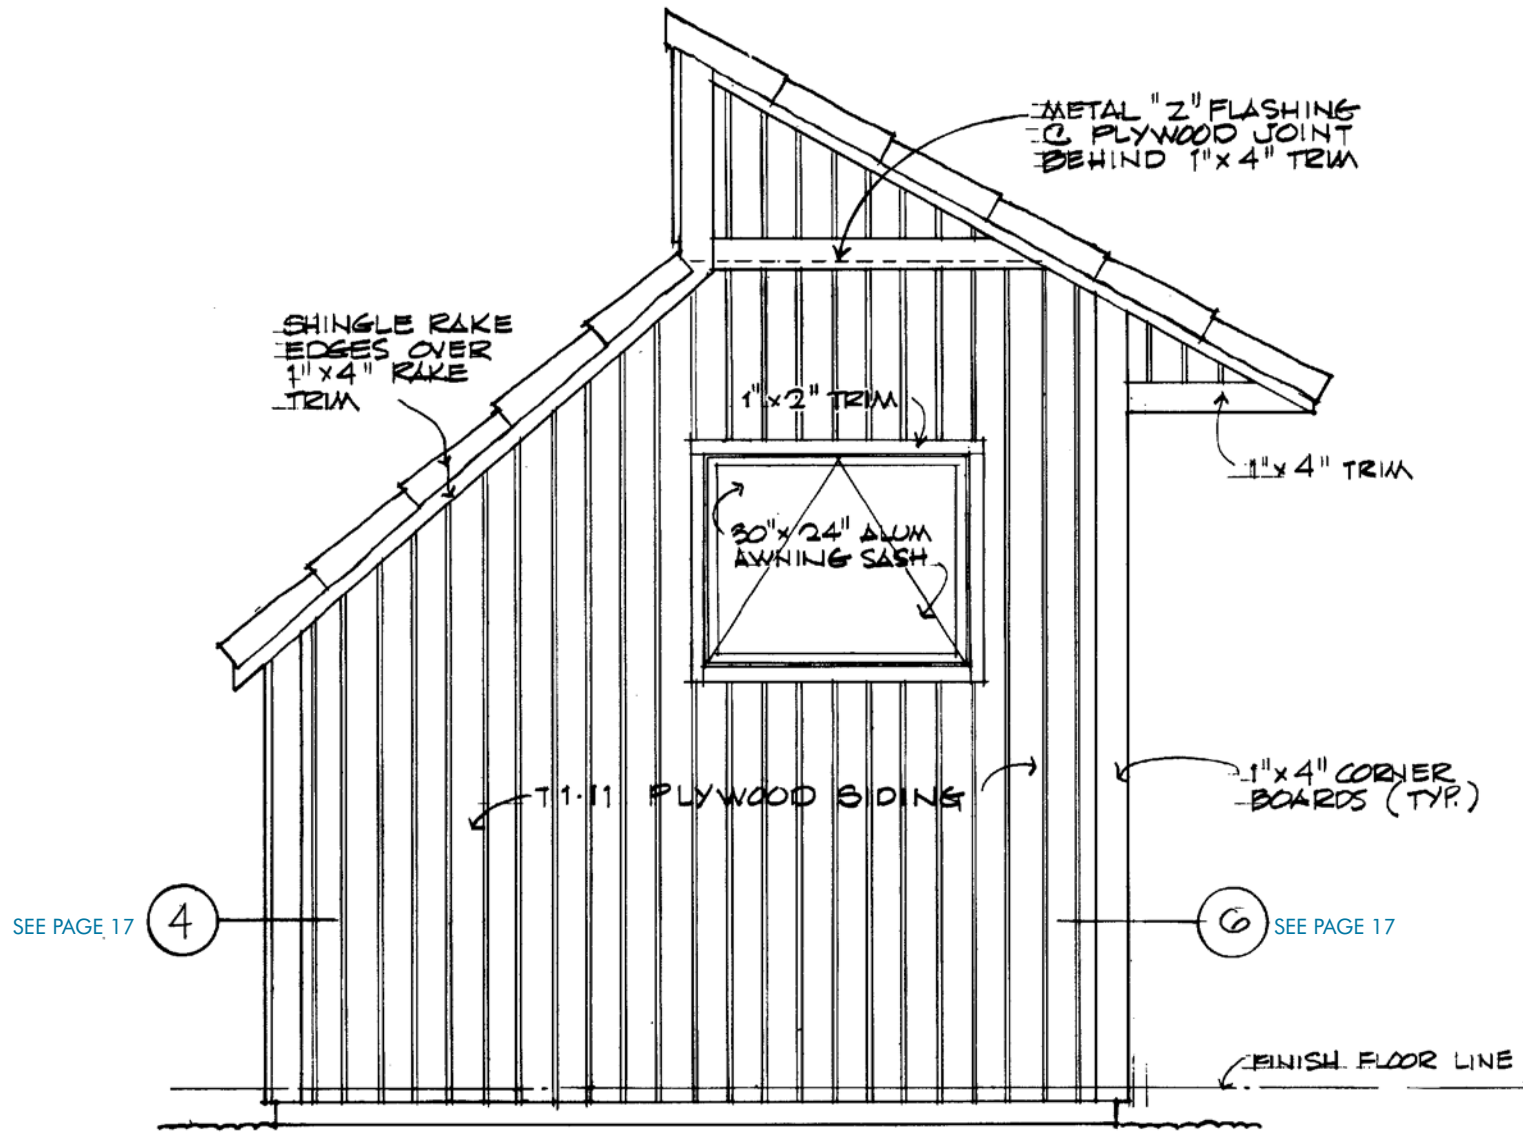 METAL "Z" FLASHING
@ PLYWOOD JOINT
BEHIND 1"x4" TRIM
SHINGLE RAKE
EDGES OVER
1"x4" RAKE
TRIM
1"x2" TRIM
1"x4" TRIM
30"x24" ALUM
AWNING SASH
T1·11 PLYWOOD SIDING
1"x4" CORNER
BOARDS (TYP.)
SEE PAGE 17
4
6
SEE PAGE 17
FINISH FLOOR LINE